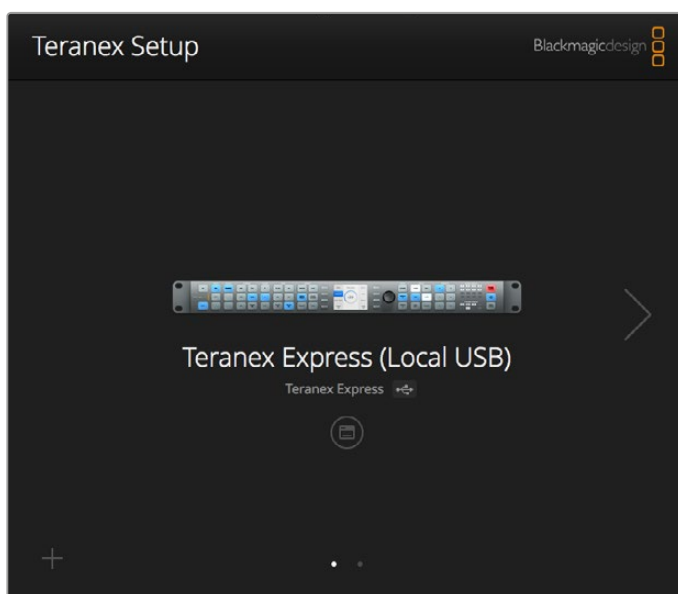 Teranex Setup
Blackmagicdesign
Teranex Express (Local USB)
Teranex Express